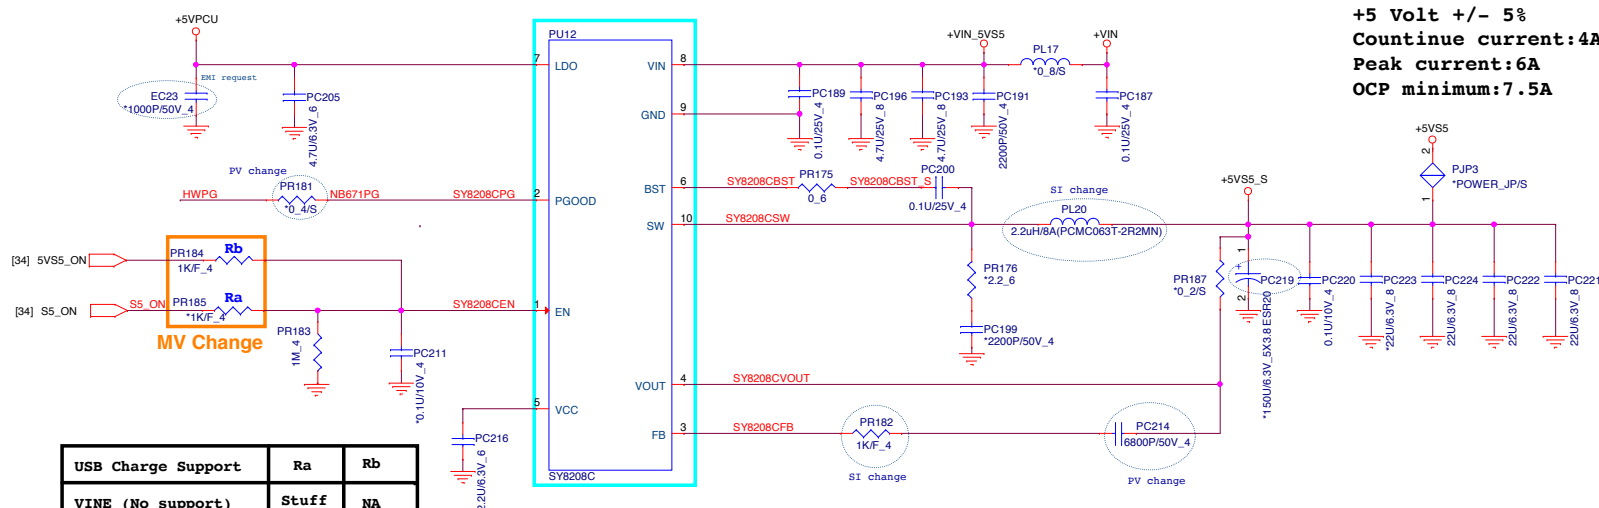 +5 Volt +/- 5%
Countinue current:4A
Peak current:6A
OCP minimum:7.5A
+5VPCU
EMI request
EC23
*1000P/50V_4
PC205
4.7U/6.3V_6
PU12
7
LDO
VIN
8
GND
9
+VIN_5VS5
PL17
*0_8/S
+VIN
PC189
0.1U/25V_4
PC196
4.7U/25V_8
PC193
4.7U/25V_8
PC191
2200P/50V_4
PC187
0.1U/25V_4
PV change
HWPG
PR181
*0_4/S
NB671PG
SY8208CPG
2
PGOOD
BST
6
SY8208CBST
PR175
0_6
SY8208CBST_S
PC200
0.1U/25V_4
SW
10
SY8208CSW
SI change
PL20
2.2uH/8A(PCMC063T-2R2MN)
+5VS5_S
+5VS5
2
PJP3
*POWER_JP/S
1
[34] 5VS5_ON
PR184
Rb
1K/F_4
[34] S5_ON
S5_ON
PR185
Ra
*1K/F_4
MV Change
SY8208CEN
1
EN
PR183
1M_4
PC211
*0.1U/10V_4
PR176
*2.2_6
PC199
*2200P/50V_4
PR187
*0_2/S
1
+
PC219
2
*150U/6.3V_5X3.8 ESR20
PC220
0.1U/10V_4
PC223
*22U/6.3V_8
PC224
22U/6.3V_8
PC222
22U/6.3V_8
PC221
22U/6.3V_8
VOUT
4
SY8208CVOUT
5
VCC
PC216
2.2U/6.3V_6
FB
3
SY8208CFB
PR182
1K/F_4
SI change
PC214
6800P/50V_4
PV change
SY8208C
USB Charge Support
Ra
Rb
VINE (No support)
Stuff
NA